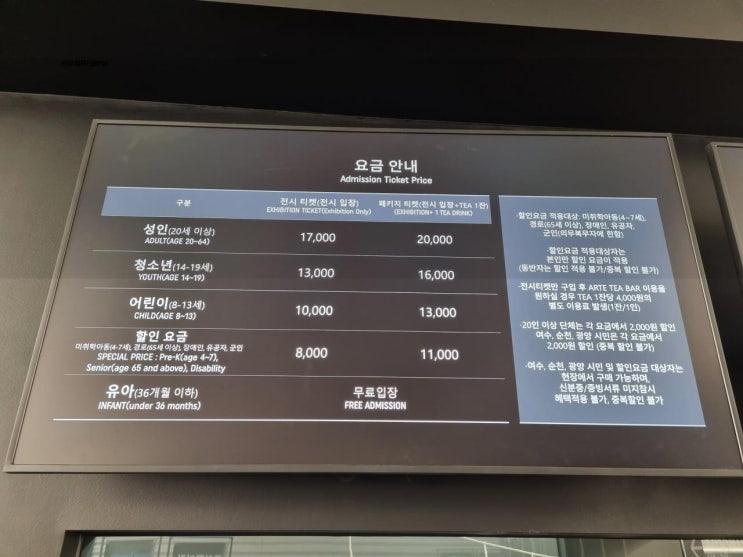 요금 안내
Admission Ticket Price
구분
전시 티켓(전시 입장)
EXHIBITION TICKET(Exhibition Only)
패키지 티켓(전시 입장+TEA 1잔)
(EXHIBITION+ 1 TEA DRINK)
성인(20세 이상)
ADULT(AGE 20~64)
17,000
20,000
청소년(14-19세)
YOUTH(AGE 14~19)
13,000
16,000
어린이(8-13세)
CHILD(AGE 8~13)
10,000
13,000
할인 요금
미취학아동(4-7세), 경로(65세 이상), 장애인, 유공자, 군인
SPECIAL PRICE : Pre-K(age 4~7),
Senior(age 65 and above), Disability
8,000
11,000
유아(36개월 이하)
INFANT(under 36 months)
무료입장
FREE ADMISSION
·할인요금 적용대상: 미취학아동(4~7세),
경로(65세 이상), 장애인, 유공자,
군인(의무복무자에 한함)
·할인요금 적용대상자는
본인만 할인 요금이 적용
(동반자는 할인 적용 불가/중복 할인 불가)
·전시티켓만 구입 후 ARTE TEA BAR 이용을
원하실 경우 TEA 1잔당 4,000원의
별도 이용료 발생(1잔/1인)
·20인 이상 단체는 각 요금에서 2,000원 할인
여수, 순천, 광양 시민은 각 요금에서
2,000원 할인 (중복 할인 불가)
·여수, 순천, 광양 시민 및 할인요금 대상자는
현장에서 구매 가능하며,
신분증/증빙서류 미지참시
혜택적용 불가, 중복할인 불가